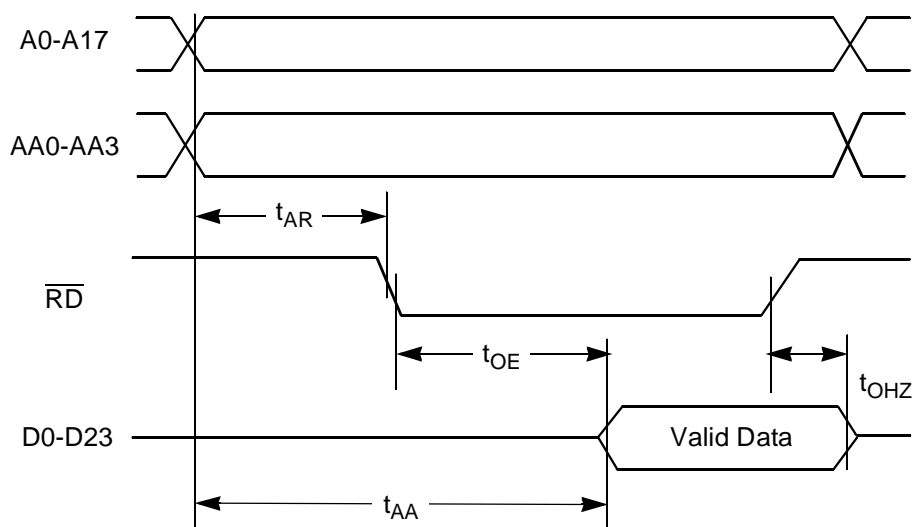 A0-A17
AA0-AA3
tAR
RD
tOE
tOHZ
D0-D23
Valid Data
tAA